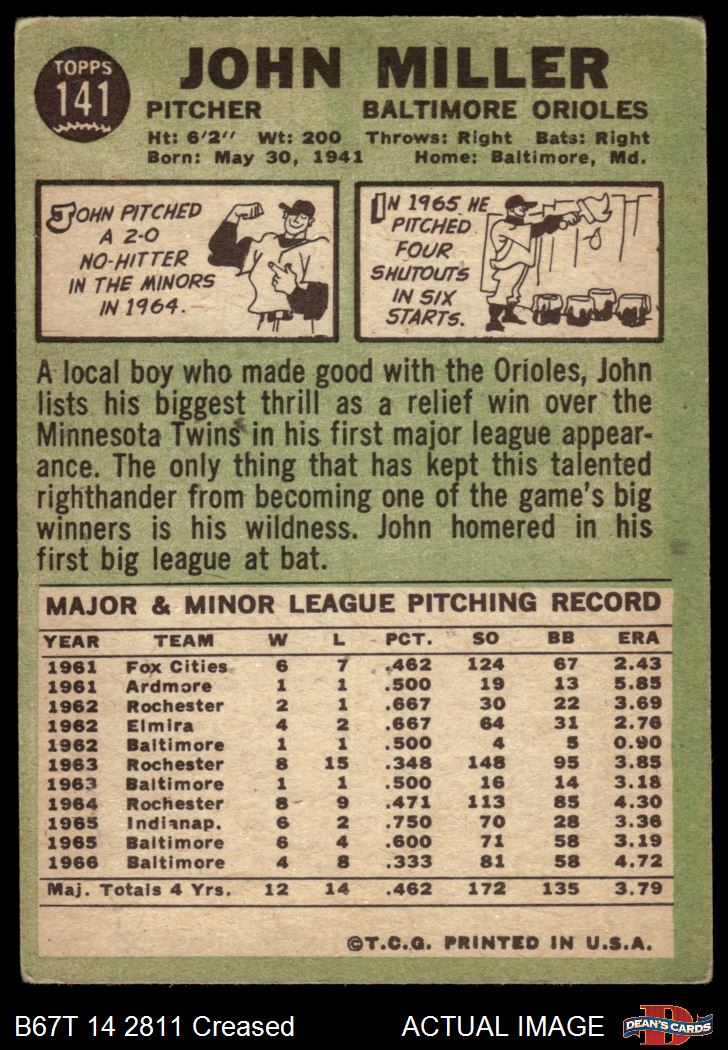 TOPPS
141
JOHN MILLER
PITCHER BALTIMORE ORIOLES
Ht: 6'2" Wt: 200 Throws: Right Bats: Right
Born: May 30, 1941 Home: Baltimore, Md.
JOHN PITCHED
A 2-0
NO-HITTER
IN THE MINORS
IN 1964.
IN 1965 HE
PITCHED
FOUR
SHUTOUTS
IN SIX
STARTS.
A local boy who made good with the Orioles, John
lists his biggest thrill as a relief win over the
Minnesota Twins in his first major league appear-
ance. The only thing that has kept this talented
righthander from becoming one of the game's big
winners is his wildness. John homered in his
first big league at bat.
MAJOR & MINOR LEAGUE PITCHING RECORD
YEAR TEAM W L PCT. SO BB ERA
1961 Fox Cities 6 7 .462 124 67 2.43
1961 Ardmore 1 1 .500 19 13 5.85
1962 Rochester 2 1 .667 30 22 3.69
1962 Elmira 4 2 .667 64 31 2.76
1962 Baltimore 1 1 .500 4 5 0.90
1963 Rochester 8 15 .348 148 95 3.85
1963 Baltimore 1 1 .500 16 14 3.18
1964 Rochester 8 9 .471 113 85 4.30
1965 Indianap. 6 2 .750 70 28 3.36
1965 Baltimore 6 4 .600 71 58 3.19
1966 Baltimore 4 8 .333 81 58 4.72
Maj. Totals 4 Yrs. 12 14 .462 172 135 3.79
©T.C.G. PRINTED IN U.S.A.
B67T 14 2811 Creased ACTUAL IMAGE
D
DEAN'S CARDS